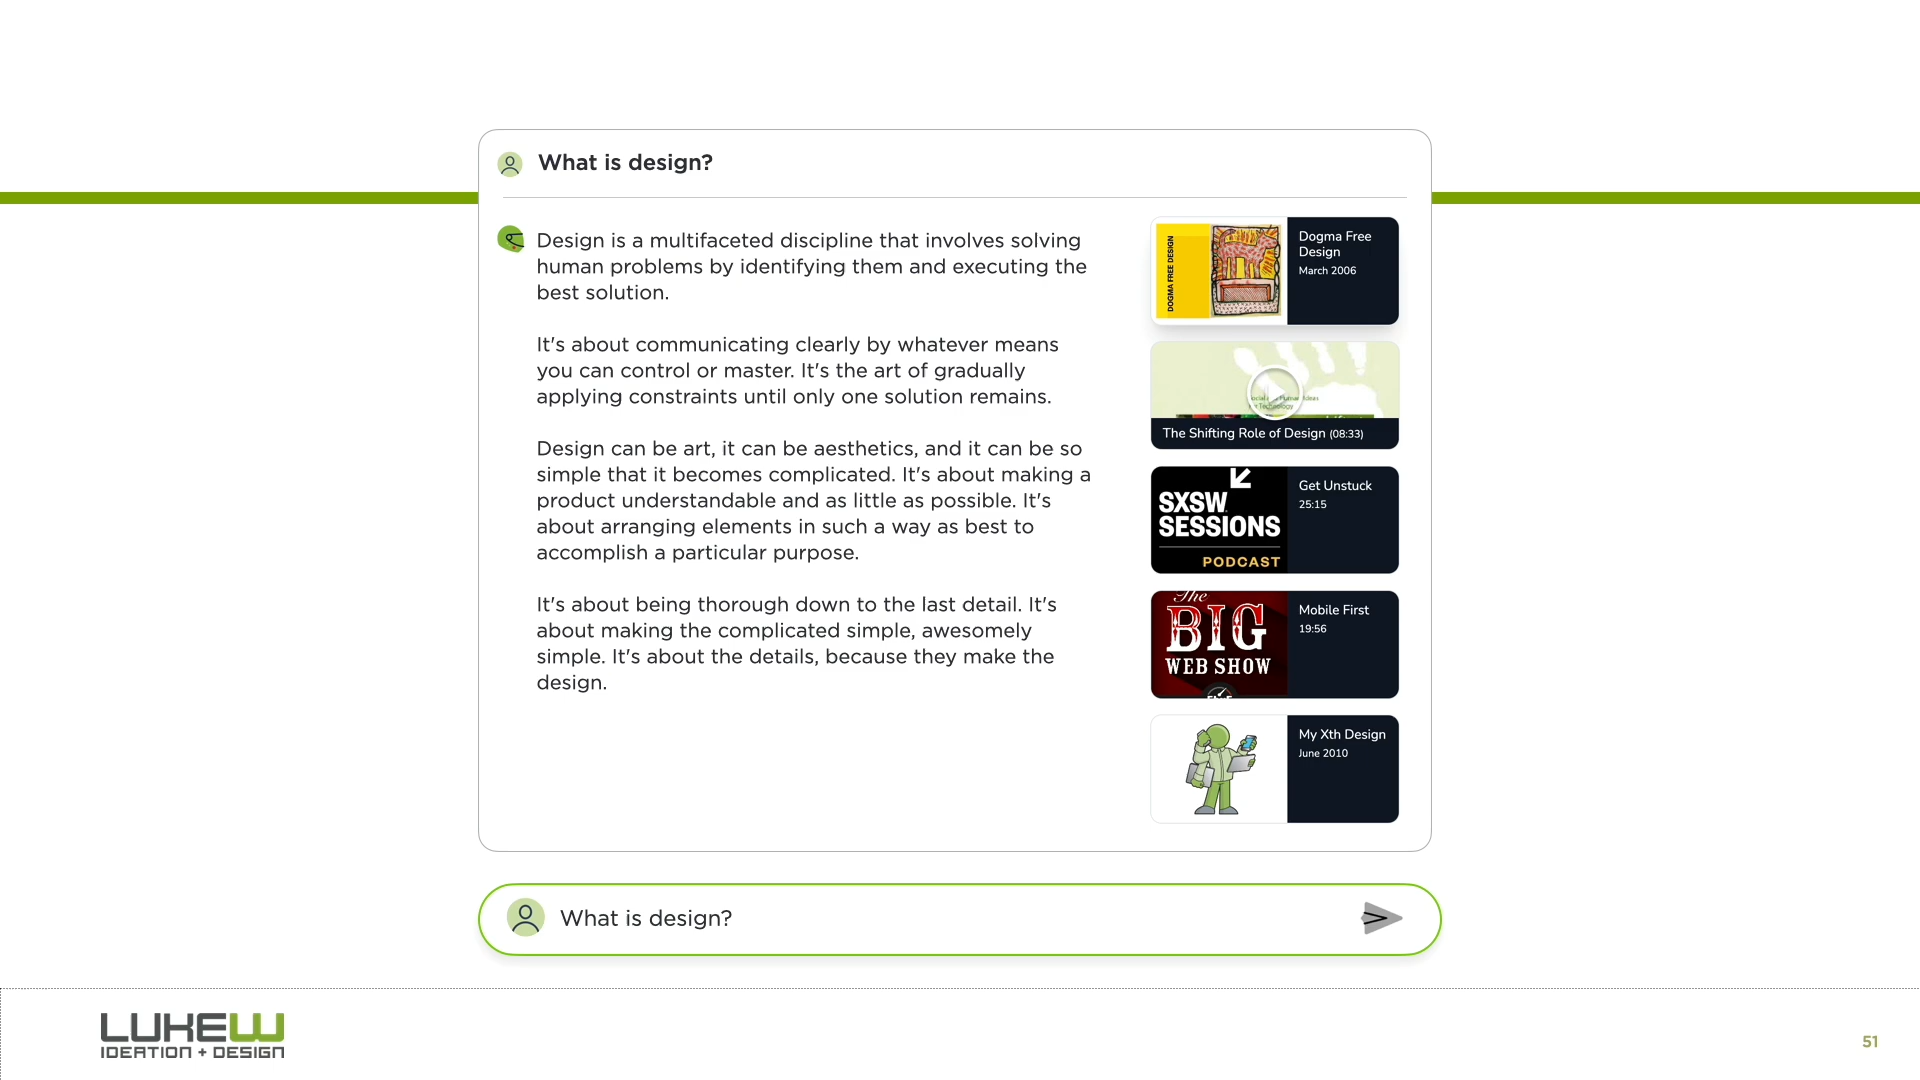 What is design?
Design is a multifaceted discipline that involves solving
human problems by identifying them and executing the
best solution.
It's about communicating clearly by whatever means
you can control or master. It's the art of gradually
applying constraints until only one solution remains.
Design can be art, it can be aesthetics, and it can be so
simple that it becomes complicated. It's about making a
product understandable and as little as possible. It's
about arranging elements in such a way as best to
accomplish a particular purpose.
It's about being thorough down to the last detail. It's
about making the complicated simple, awesomely
simple. It's about the details, because they make the
design.
DOGMA FREE DESIGN
Dogma Free
Design
March 2006
The Shifting Role of Design (08:33)
SXSW
SESSIONS
PODCAST
Get Unstuck
25:15
The
BIG
WEB SHOW
Mobile First
19:56
My Xth Design
June 2010
What is design?
LUKEW
IDEATION + DESIGN
51